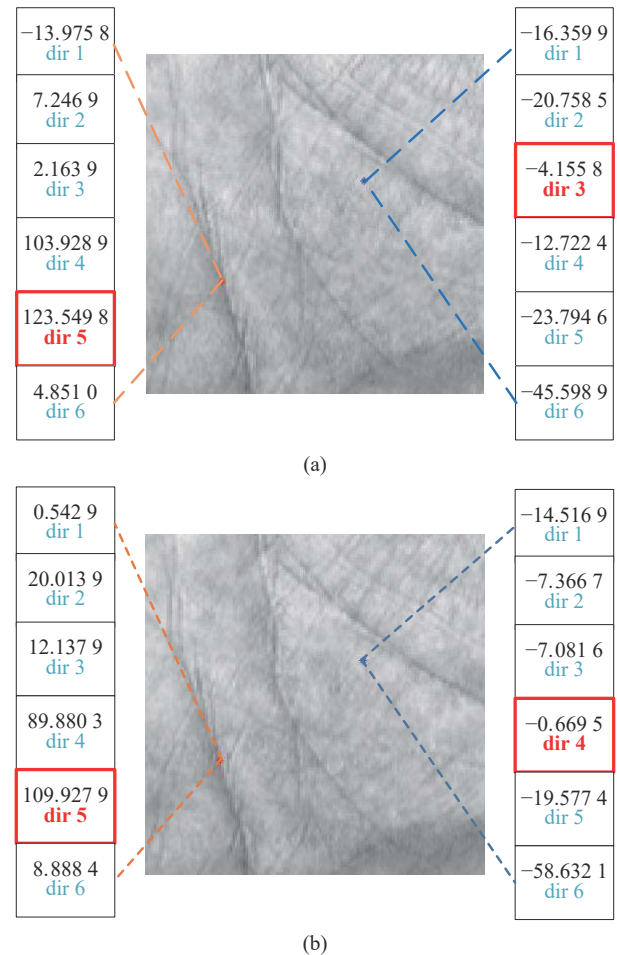 −13.975 8
dir 1
7.246 9
dir 2
2.163 9
dir 3
103.928 9
dir 4
123.549 8
dir 5
4.851 0
dir 6
−16.359 9
dir 1
−20.758 5
dir 2
−4.155 8
dir 3
−12.722 4
dir 4
−23.794 6
dir 5
−45.598 9
dir 6
(a)
0.542 9
dir 1
20.013 9
dir 2
12.137 9
dir 3
89.880 3
dir 4
109.927 9
dir 5
8.888 4
dir 6
−14.516 9
dir 1
−7.366 7
dir 2
−7.081 6
dir 3
−0.669 5
dir 4
−19.577 4
dir 5
−58.632 1
dir 6
(b)